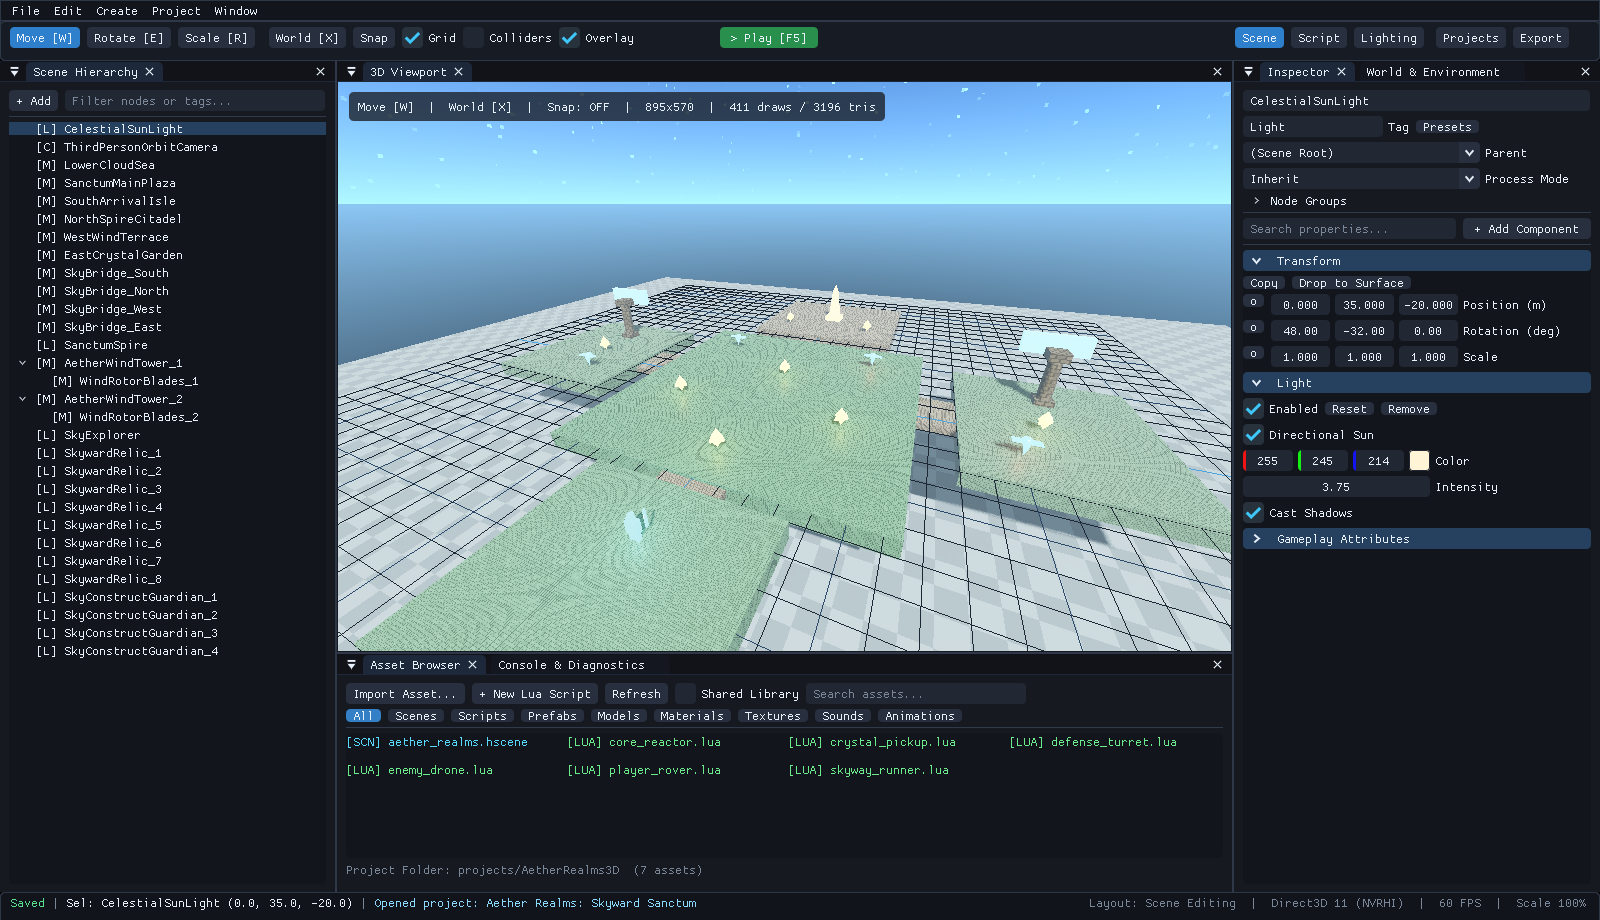 File Edit Create Project Window
Move [W] Rotate [E] Scale [R] World [X] Snap Grid Colliders Overlay > Play [F5] Scene Script Lighting Projects Export
Scene Hierarchy
+ Add Filter nodes or tags...
[L] CelestialSunLight
[C] ThirdPersonOrbitCamera
[M] LowerCloudSea
[M] SanctumMainPlaza
[M] SouthArrivalIsle
[M] NorthSpireCitadel
[M] WestWindTerrace
[M] EastCrystalGarden
[M] SkyBridge_South
[M] SkyBridge_North
[M] SkyBridge_West
[M] SkyBridge_East
[L] SanctumSpire
[M] AetherWindTower_1
[M] WindRotorBlades_1
[M] AetherWindTower_2
[M] WindRotorBlades_2
[L] SkyExplorer
[L] SkywardRelic_1
[L] SkywardRelic_2
[L] SkywardRelic_3
[L] SkywardRelic_4
[L] SkywardRelic_5
[L] SkywardRelic_6
[L] SkywardRelic_7
[L] SkywardRelic_8
[L] SkyConstructGuardian_1
[L] SkyConstructGuardian_2
[L] SkyConstructGuardian_3
[L] SkyConstructGuardian_4
3D Viewport
Move [W] | World [X] | Snap: OFF | 895x570 | 411 draws / 3196 tris
Asset Browser Console & Diagnostics
Import Asset... + New Lua Script Refresh Shared Library Search assets...
All Scenes Scripts Prefabs Models Materials Textures Sounds Animations
[SCN] aether_realms.hscene [LUA] core_reactor.lua [LUA] crystal_pickup.lua [LUA] defense_turret.lua
[LUA] enemy_drone.lua [LUA] player_rover.lua [LUA] skyway_runner.lua
Project Folder: projects/AetherRealms3D (7 assets)
Inspector World & Environment
CelestialSunLight
Light Tag Presets
(Scene Root) Parent
Inherit Process Mode
> Node Groups
Search properties... + Add Component
Transform
Copy Drop to Surface
o 0.000 35.000 -20.000 Position (m)
o 48.00 -32.00 0.00 Rotation (deg)
o 1.000 1.000 1.000 Scale
Light
Enabled Reset Remove
Directional Sun
255 245 214 Color
3.75 Intensity
Cast Shadows
Gameplay Attributes
Saved | Sel: CelestialSunLight (0.0, 35.0, -20.0) | Opened project: Aether Realms: Skyward Sanctum Layout: Scene Editing | Direct3D 11 (NVRHI) | 60 FPS | Scale 100%